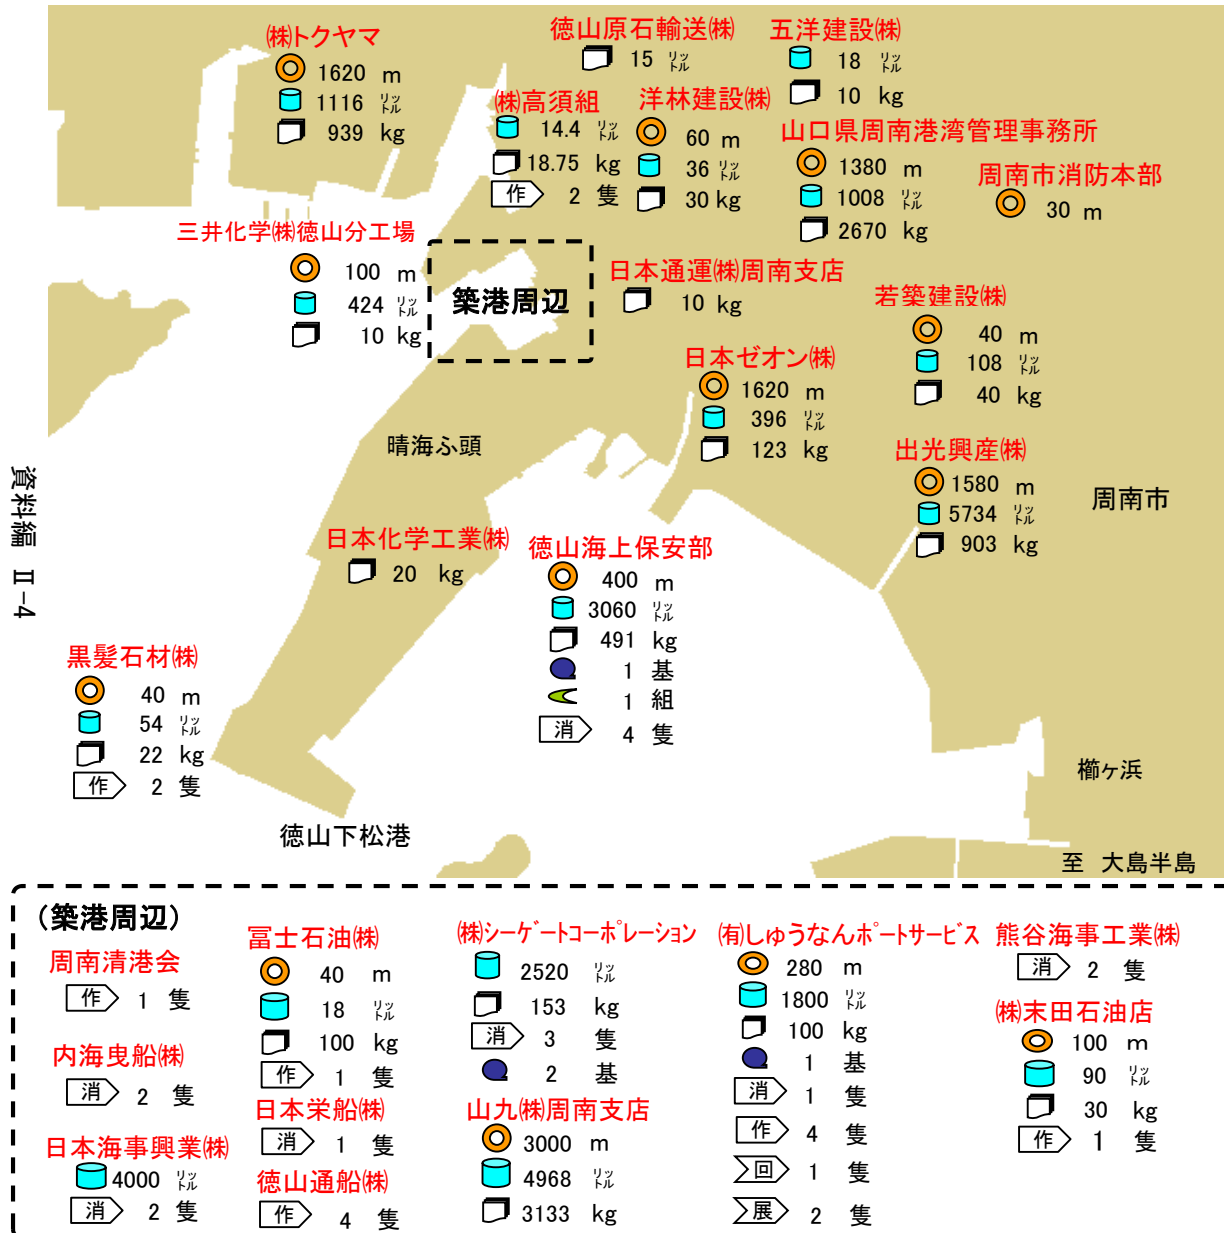 ㈱トクヤマ
1620 m
1116 リットル
939 kg
徳山原石輸送㈱
15 リットル
五洋建設㈱
18 リットル
10 kg
㈱高須組
14.4 リットル
18.75 kg
作 2 隻
洋林建設㈱
60 m
36 リットル
30 kg
山口県周南港湾管理事務所
1380 m
1008 リットル
2670 kg
周南市消防本部
30 m
三井化学㈱徳山分工場
100 m
424 リットル
10 kg
築港周辺
日本通運㈱周南支店
10 kg
若築建設㈱
40 m
108 リットル
40 kg
日本ゼオン㈱
1620 m
396 リットル
123 kg
晴海ふ頭
出光興産㈱
1580 m
5734 リットル
903 kg
周南市
資料編 Ⅱ-4
日本化学工業㈱
20 kg
徳山海上保安部
400 m
3060 リットル
491 kg
1 基
1 組
消 4 隻
黒髪石材㈱
40 m
54 リットル
22 kg
作 2 隻
徳山下松港
櫛ヶ浜
至 大島半島
(築港周辺)
周南清港会
作 1 隻
内海曳船㈱
消 2 隻
日本海事興業㈱
4000 リットル
消 2 隻
冨士石油㈱
40 m
18 リットル
100 kg
作 1 隻
日本栄船㈱
消 1 隻
徳山通船㈱
作 4 隻
㈱シーゲートコーポレーション
2520 リットル
153 kg
消 3 隻
2 基
山九㈱周南支店
3000 m
4968 リットル
3133 kg
㈲しゅうなんポートサービス
280 m
1800 リットル
100 kg
1 基
消 1 隻
作 4 隻
回 1 隻
展 2 隻
熊谷海事工業㈱
消 2 隻
㈱末田石油店
100 m
90 リットル
30 kg
作 1 隻